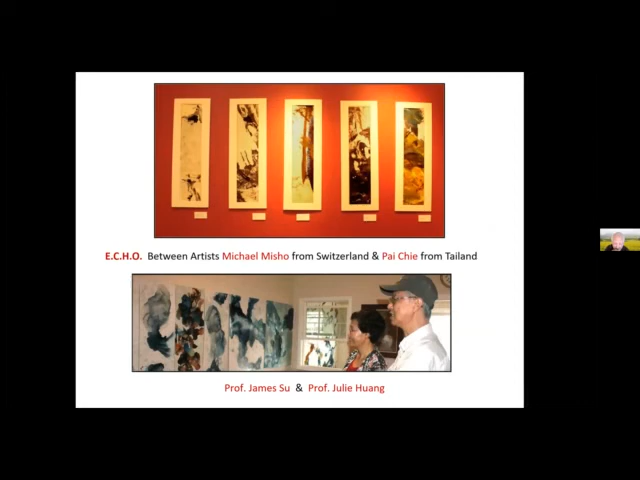 E.C.H.O. Between Artists Michael Misho from Switzerland & Pai Chie from Tailand
Prof. James Su & Prof. Julie Huang